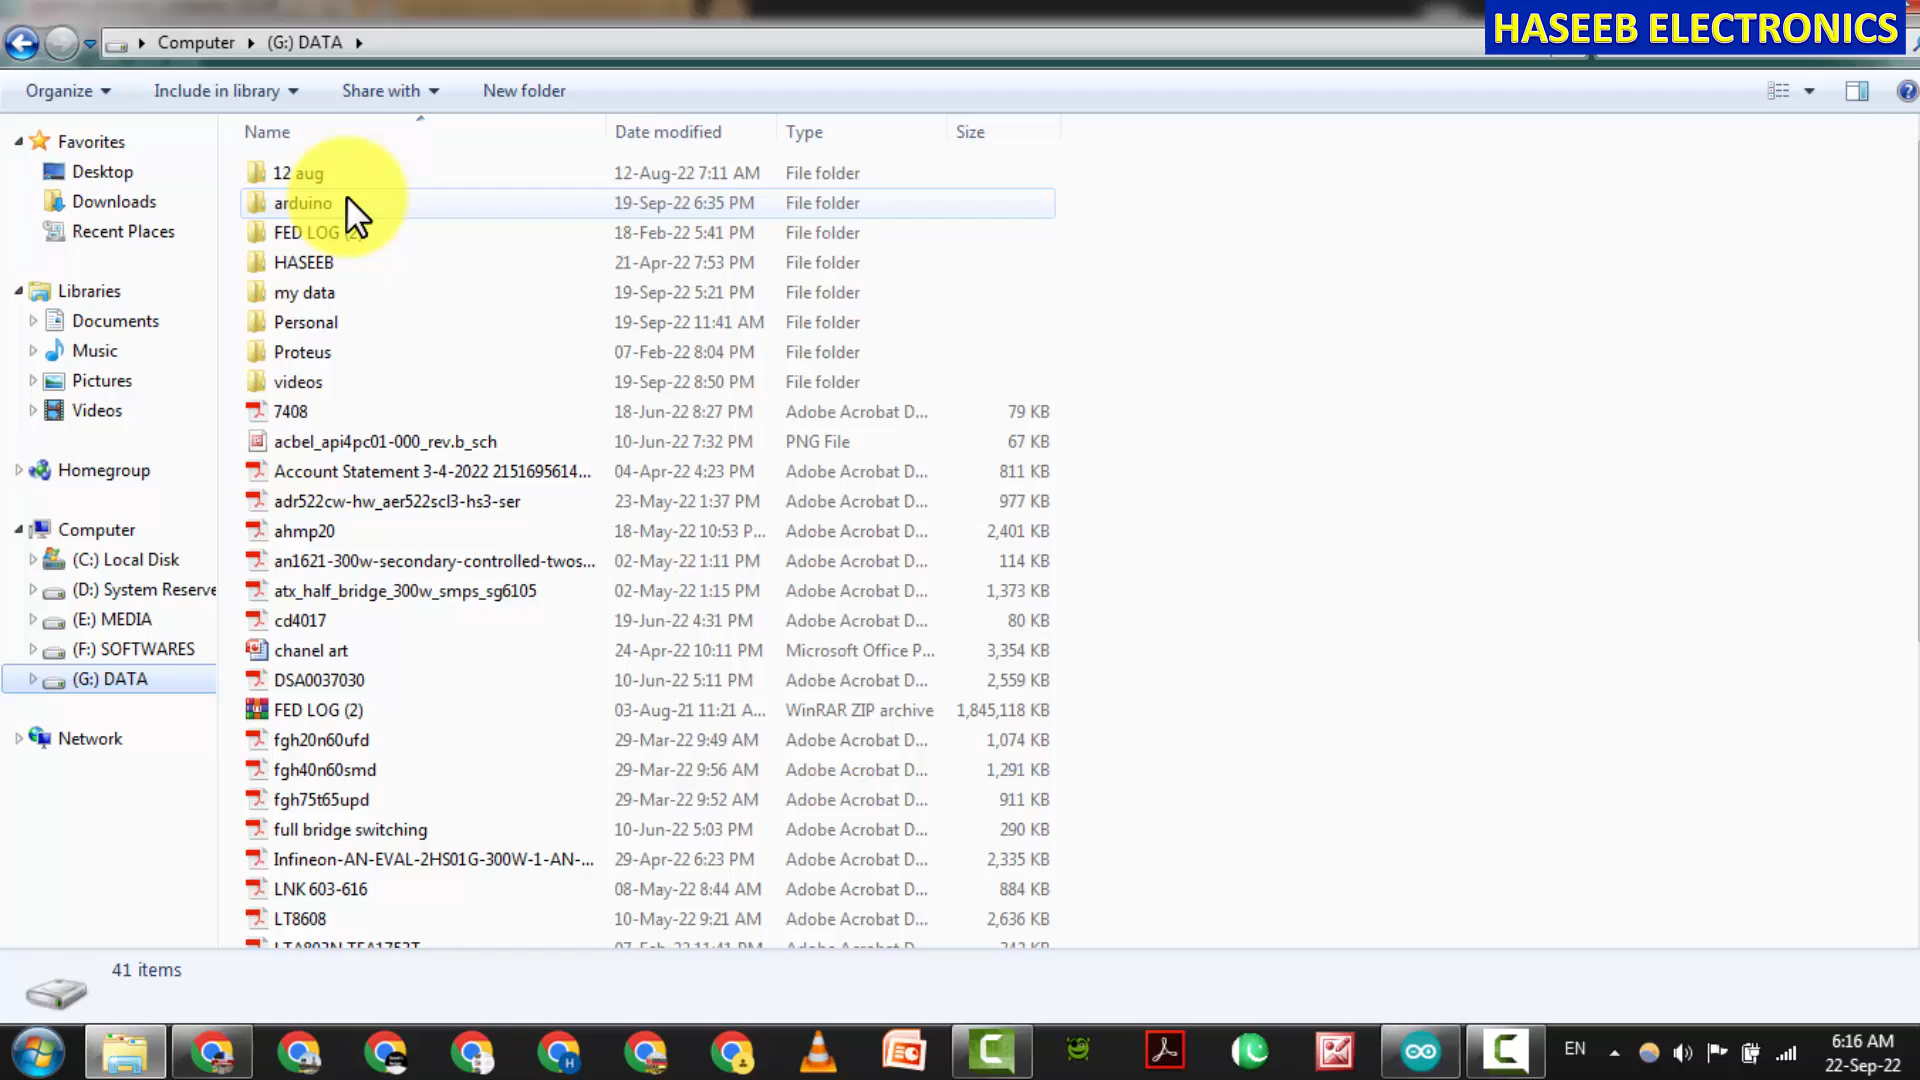 HASEEB ELECTRONICS
Computer (G:) DATA
Organize Include in library Share with New folder
Name Date modified Type Size
Favorites
Desktop
Downloads
Recent Places
Libraries
Documents
Music
Pictures
Videos
Homegroup
Computer
(C:) Local Disk
(D:) System Reserve
(E:) MEDIA
(F:) SOFTWARES
(G:) DATA
Network
12 aug 12-Aug-22 7:11 AM File folder
arduino 19-Sep-22 6:35 PM File folder
FED LOG (2) 18-Feb-22 5:41 PM File folder
HASEEB 21-Apr-22 7:53 PM File folder
my data 19-Sep-22 5:21 PM File folder
Personal 19-Sep-22 11:41 AM File folder
Proteus 07-Feb-22 8:04 PM File folder
videos 19-Sep-22 8:50 PM File folder
7408 18-Jun-22 8:27 PM Adobe Acrobat D... 79 KB
acbel_api4pc01-000_rev.b_sch 10-Jun-22 7:32 PM PNG File 67 KB
Account Statement 3-4-2022 2151695614... 04-Apr-22 4:23 PM Adobe Acrobat D... 811 KB
adr522cw-hw_aer522scl3-hs3-ser 23-May-22 1:37 PM Adobe Acrobat D... 977 KB
ahmp20 18-May-22 10:53 P... Adobe Acrobat D... 2,401 KB
an1621-300w-secondary-controlled-twos... 02-May-22 1:11 PM Adobe Acrobat D... 114 KB
atx_half_bridge_300w_smps_sg6105 02-May-22 1:15 PM Adobe Acrobat D... 1,373 KB
cd4017 19-Jun-22 4:31 PM Adobe Acrobat D... 80 KB
chanel art 24-Apr-22 10:11 PM Microsoft Office P... 3,354 KB
DSA0037030 10-Jun-22 5:11 PM Adobe Acrobat D... 2,559 KB
FED LOG (2) 03-Aug-21 11:21 A... WinRAR ZIP archive 1,845,118 KB
fgh20n60ufd 29-Mar-22 9:49 AM Adobe Acrobat D... 1,074 KB
fgh40n60smd 29-Mar-22 9:56 AM Adobe Acrobat D... 1,291 KB
fgh75t65upd 29-Mar-22 9:52 AM Adobe Acrobat D... 911 KB
full bridge switching 10-Jun-22 5:03 PM Adobe Acrobat D... 290 KB
Infineon-AN-EVAL-2HS01G-300W-1-AN-... 29-Apr-22 6:23 PM Adobe Acrobat D... 2,335 KB
LNK 603-616 08-May-22 8:44 AM Adobe Acrobat D... 884 KB
LT8608 10-May-22 9:21 AM Adobe Acrobat D... 2,636 KB
41 items
EN
6:16 AM
22-Sep-22